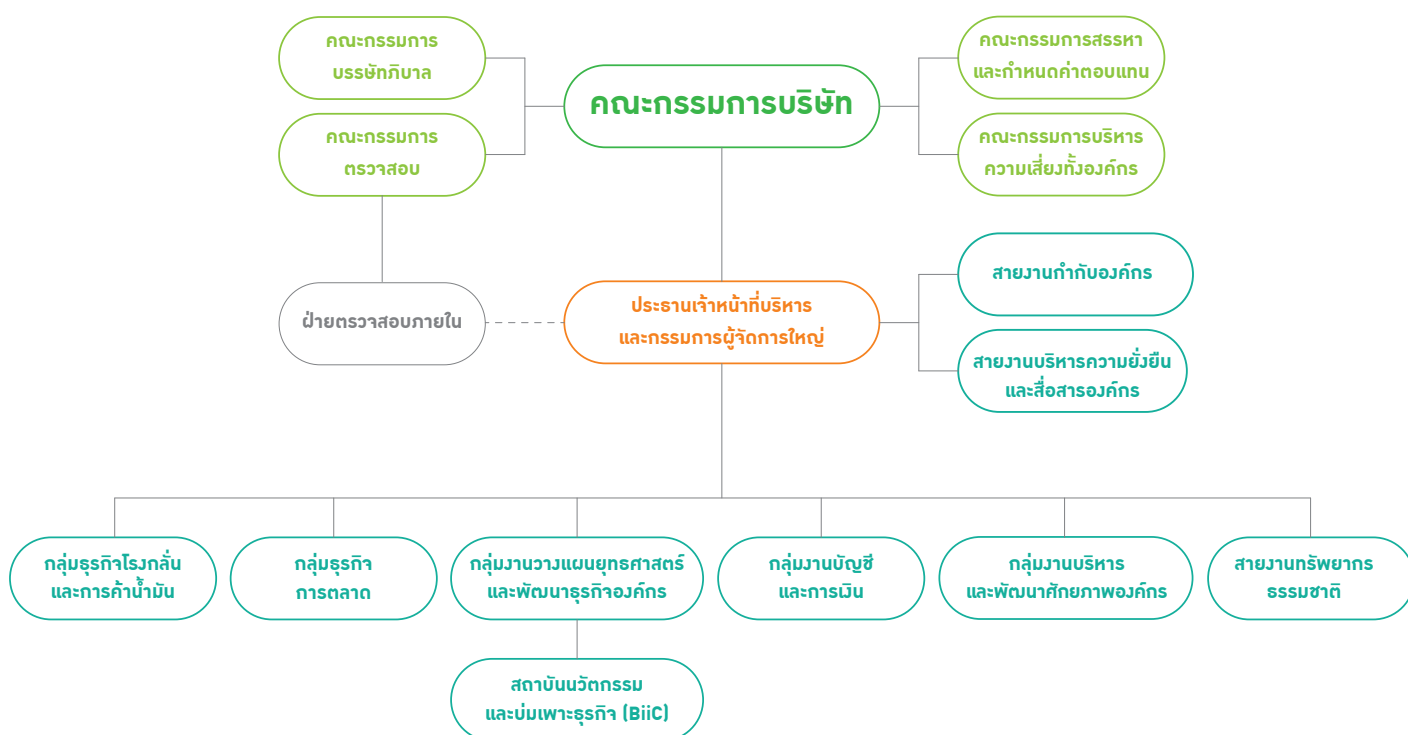 คณะกรรมการ
บรรษัทภิบาล
คณะกรรมการบริษัท
คณะกรรมการสรรหา
และกำหนดค่าตอบแทน
คณะกรรมการ
ตรวจสอบ
คณะกรรมการบริหาร
ความเสี่ยงทั้งองค์กร
สายงานกำกับองค์กร
ฝ่ายตรวจสอบภายใน
ประธานเจ้าหน้าที่บริหาร
และกรรมการผู้จัดการใหญ่
สายงานบริหารความยั่งยืน
และสื่อสารองค์กร
กลุ่มธุรกิจโรงกลั่น
และการค้าน้ำมัน
กลุ่มธุรกิจ
การตลาด
กลุ่มงานวางแผนยุทธศาสตร์
และพัฒนาธุรกิจองค์กร
กลุ่มงานบัญชี
และการเงิน
กลุ่มงานบริหาร
และพัฒนาศักยภาพองค์กร
สายงานทรัพยากร
ธรรมชาติ
สถาบันนวัตกรรม
และบ่มเพาะธุรกิจ (BiiC)